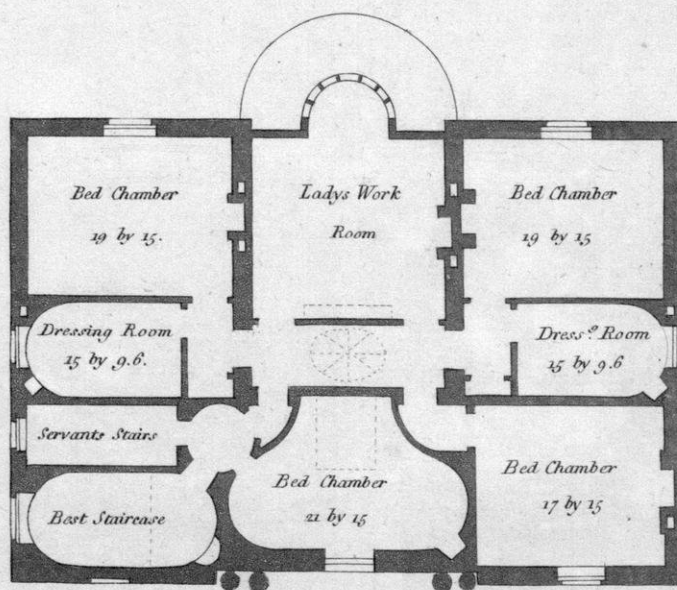 Bed Chamber
19 by 15.
Ladys Work
Room
Bed Chamber
19 by 15
Dressing Room
15 by 9.6.
Dress.g Room
15 by 9.6
Servants Stairs
Best Staircase
Bed Chamber
21 by 15
Bed Chamber
17 by 15